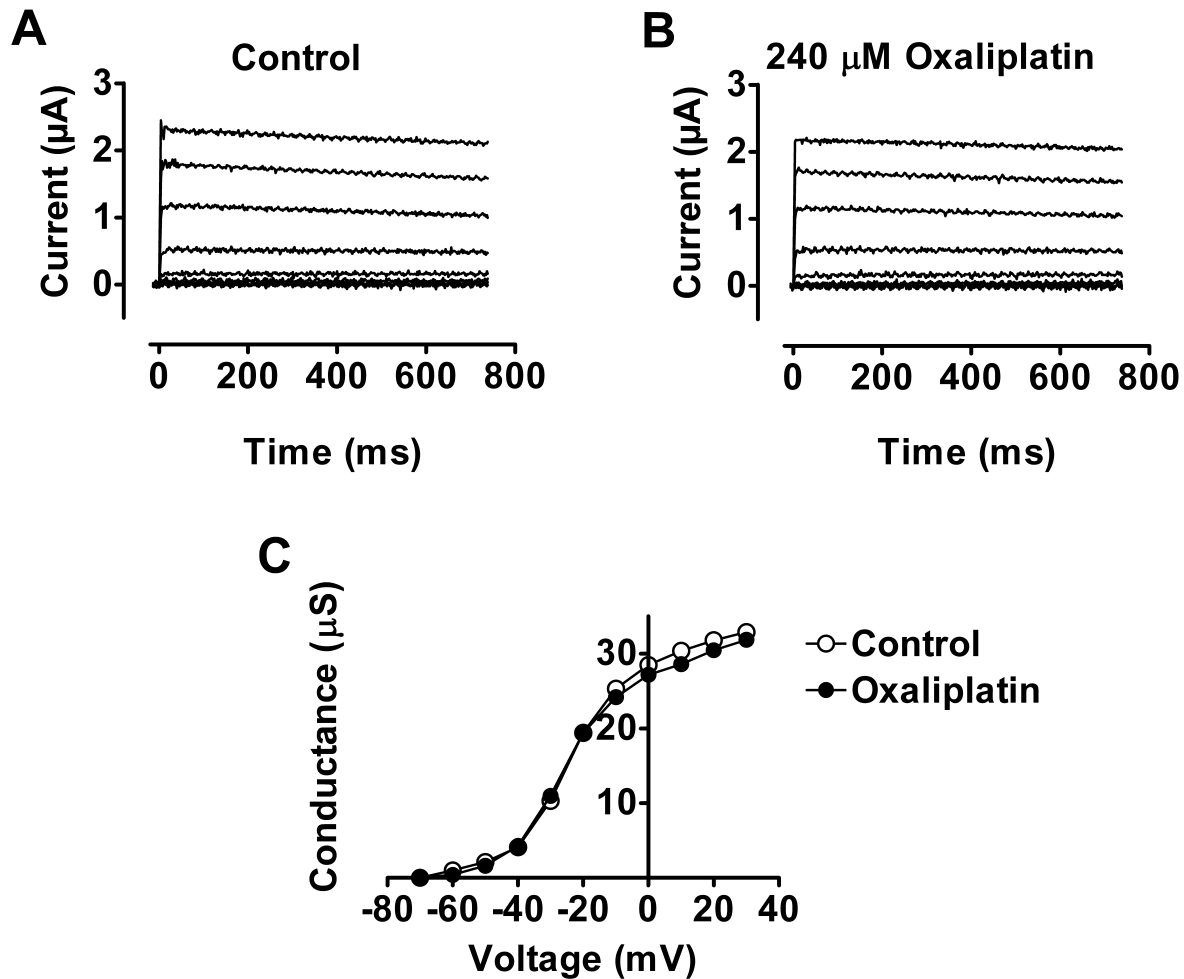 A
Control
Current (µA)
3
2
1
0
0 200 400 600 800
Time (ms)
B
240 µM Oxaliplatin
Current (µA)
3
2
1
0
0 200 400 600 800
Time (ms)
C
Conductance (µS)
30
20
10
-80 -60 -40 -20 0 20 40
Voltage (mV)
Control
Oxaliplatin